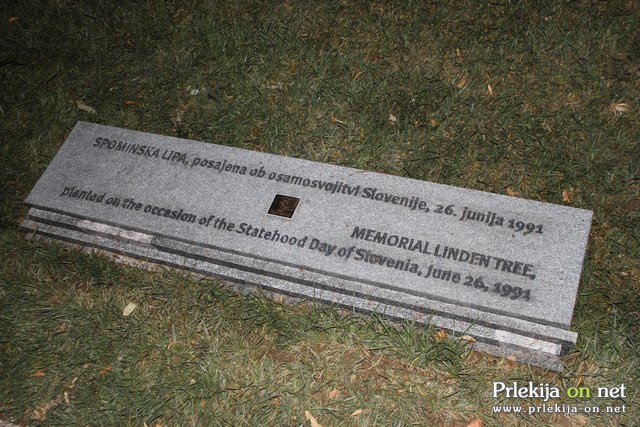 SPOMINSKA LIPA, posajena ob osamosvojitvi Slovenije, 26. junija 1991
MEMORIAL LINDEN TREE,
planted on the occasion of the Statehood Day of Slovenia, june 26, 1991
Prlekija on net
www.prlekija-on.net